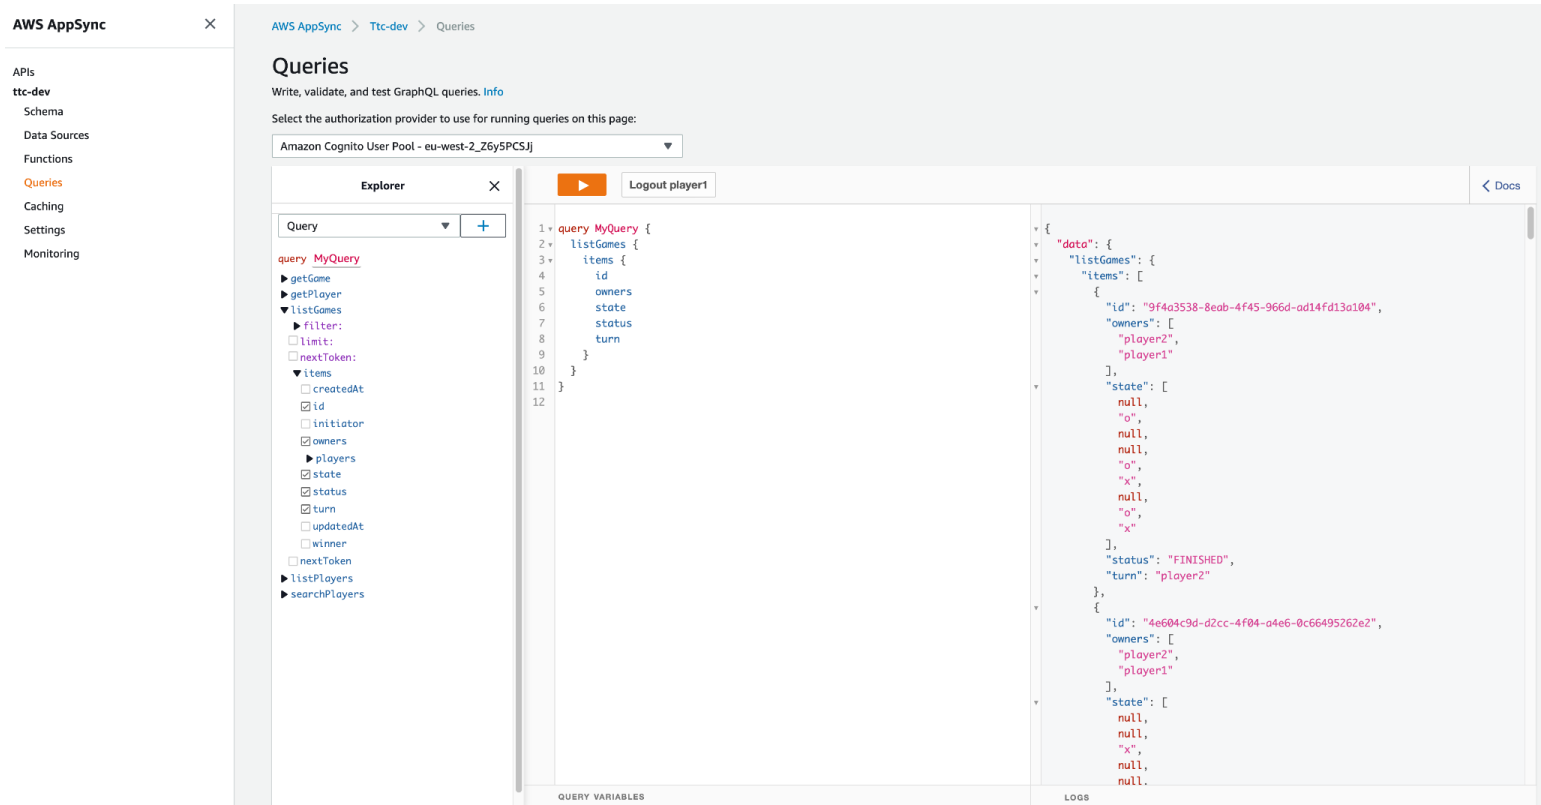 AWS AppSync
APIs
ttc-dev
Schema
Data Sources
Functions
Queries
Caching
Settings
Monitoring
AWS AppSync > Ttc-dev > Queries
Queries
Write, validate, and test GraphQL queries. Info
Select the authorization provider to use for running queries on this page:
Amazon Cognito User Pool - eu-west-2_Z6y5PCSJj
Explorer
Query
query MyQuery
getGame
getPlayer
listGames
filter:
limit:
nextToken:
items
createdAt
id
initiator
owners
players
state
status
turn
updatedAt
winner
nextToken
listPlayers
searchPlayers
Logout player1
Docs
1 query MyQuery {
2 listGames {
3 items {
4 id
5 owners
6 state
7 status
8 turn
9 }
10 }
11 }
12
QUERY VARIABLES
{
"data": {
"listGames": {
"items": [
{
"id": "9f4a3538-8eab-4f45-966d-ad14fd13a104",
"owners": [
"player2",
"player1"
],
"state": [
null,
"o",
null,
null,
"o",
"x",
null,
"o",
"x"
],
"status": "FINISHED",
"turn": "player2"
},
{
"id": "4e604c9d-d2cc-4f04-a4e6-0c66495262e2",
"owners": [
"player2",
"player1"
],
"state": [
null,
null,
"x",
null,
null,
LOGS